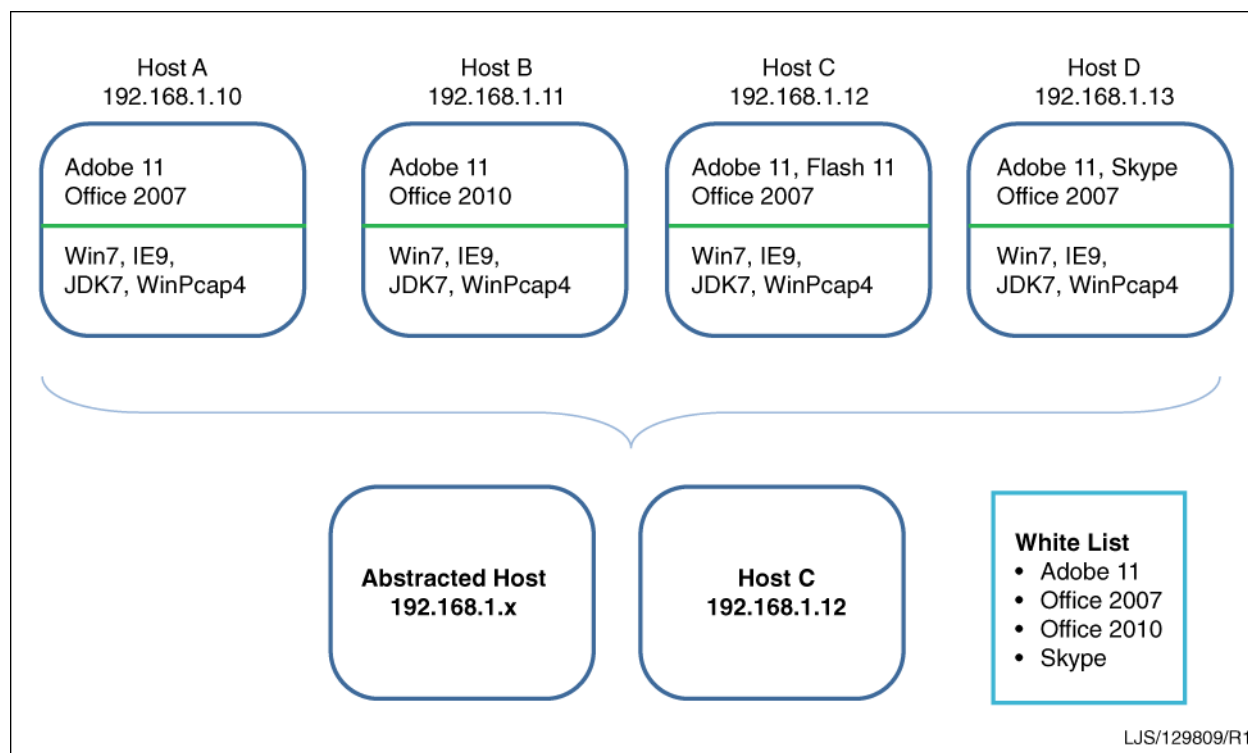 Host A
192.168.1.10
Host B
192.168.1.11
Host C
192.168.1.12
Host D
192.168.1.13
Adobe 11
Office 2007
Win7, IE9,
JDK7, WinPcap4
Adobe 11
Office 2010
Win7, IE9,
JDK7, WinPcap4
Adobe 11, Flash 11
Office 2007
Win7, IE9,
JDK7, WinPcap4
Adobe 11, Skype
Office 2007
Win7, IE9,
JDK7, WinPcap4
Abstracted Host
192.168.1.x
Host C
192.168.1.12
White List
• Adobe 11
• Office 2007
• Office 2010
• Skype
LJS/129809/R1